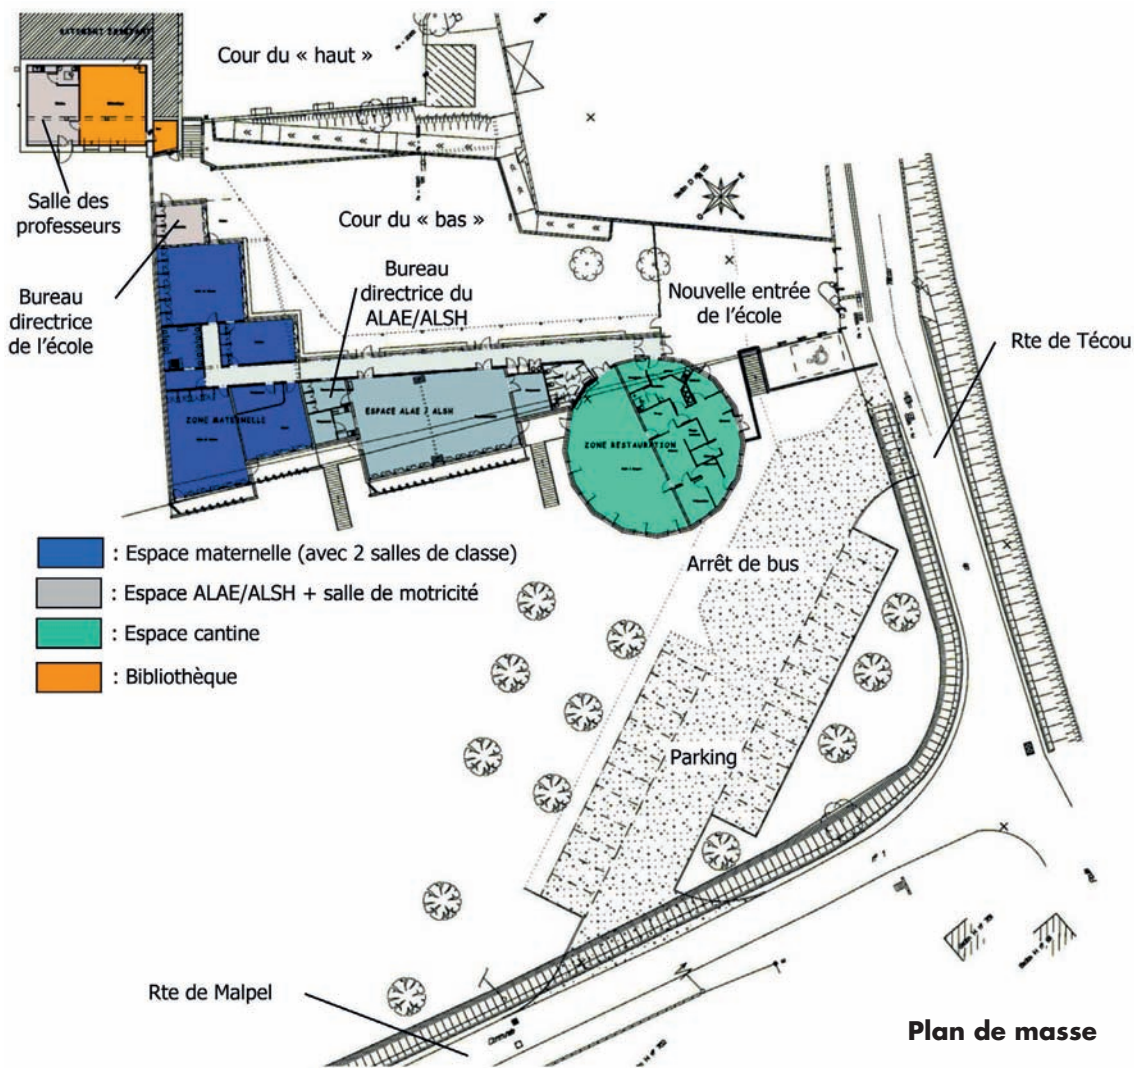 BATIMENT EXISTANT
Cour du « haut »
Salle des
professeurs
Cour du « bas »
Bureau
directrice
de l'école
Bureau
directrice du
ALAE/ALSH
Nouvelle entrée
de l'école
Rte de Técou
ZONE MATERNELLE
ESPACE ALAE / ALSH
ZONE RESTAURATION
: Espace maternelle (avec 2 salles de classe)
: Espace ALAE/ALSH + salle de motricité
: Espace cantine
: Bibliothèque
Arrêt de bus
Parking
Rte de Malpel
Plan de masse